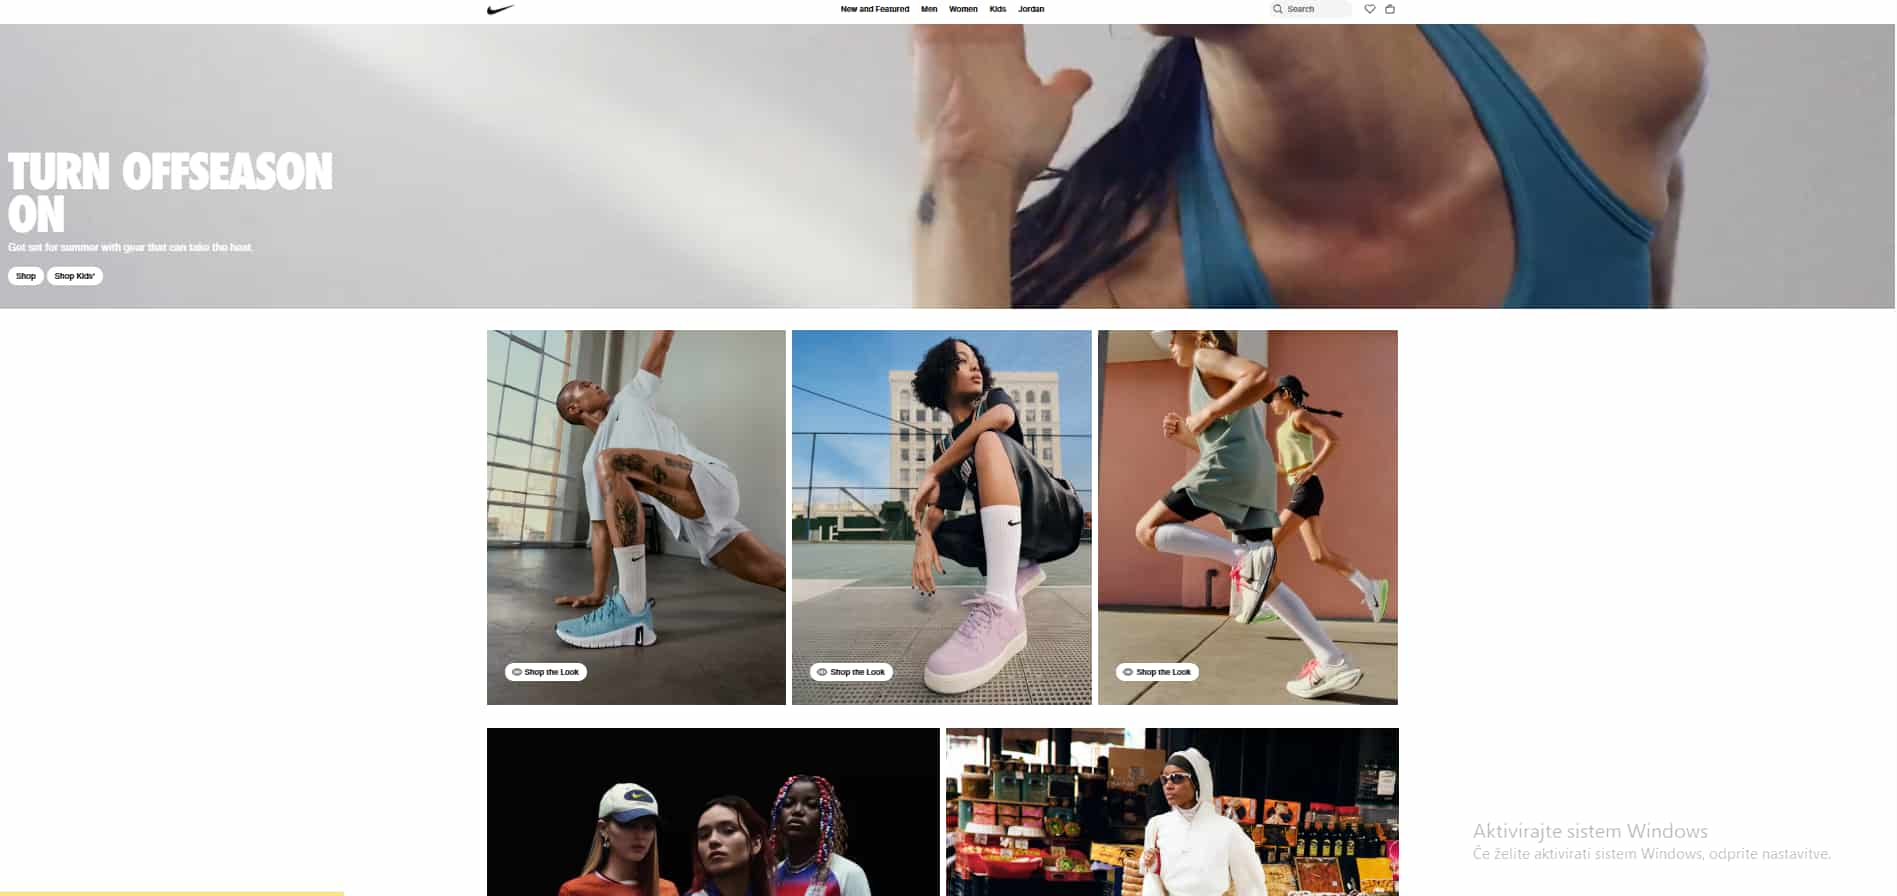 New and Featured Men Women Kids Jordan
Search
TURN OFFSEASON
ON
Get set for summer with gear that can take the heat.
Shop Shop Kids'
Shop the Look
Shop the Look
Shop the Look
Aktivirajte sistem Windows
Če želite aktivirati sistem Windows, odprite nastavitve.